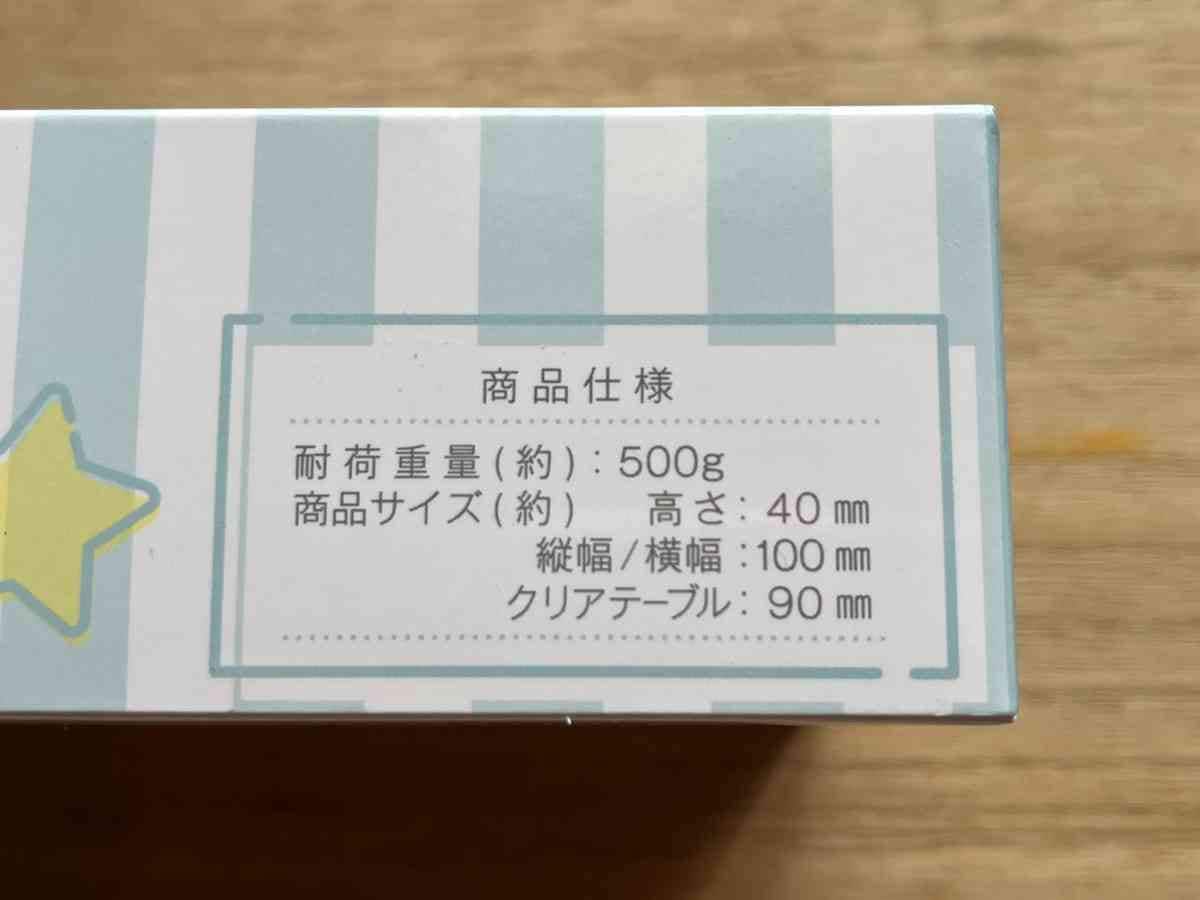 商品仕様
耐荷重量(約):500g
商品サイズ(約) 高さ: 40㎜
縦幅/横幅:100㎜
クリアテーブル: 90㎜